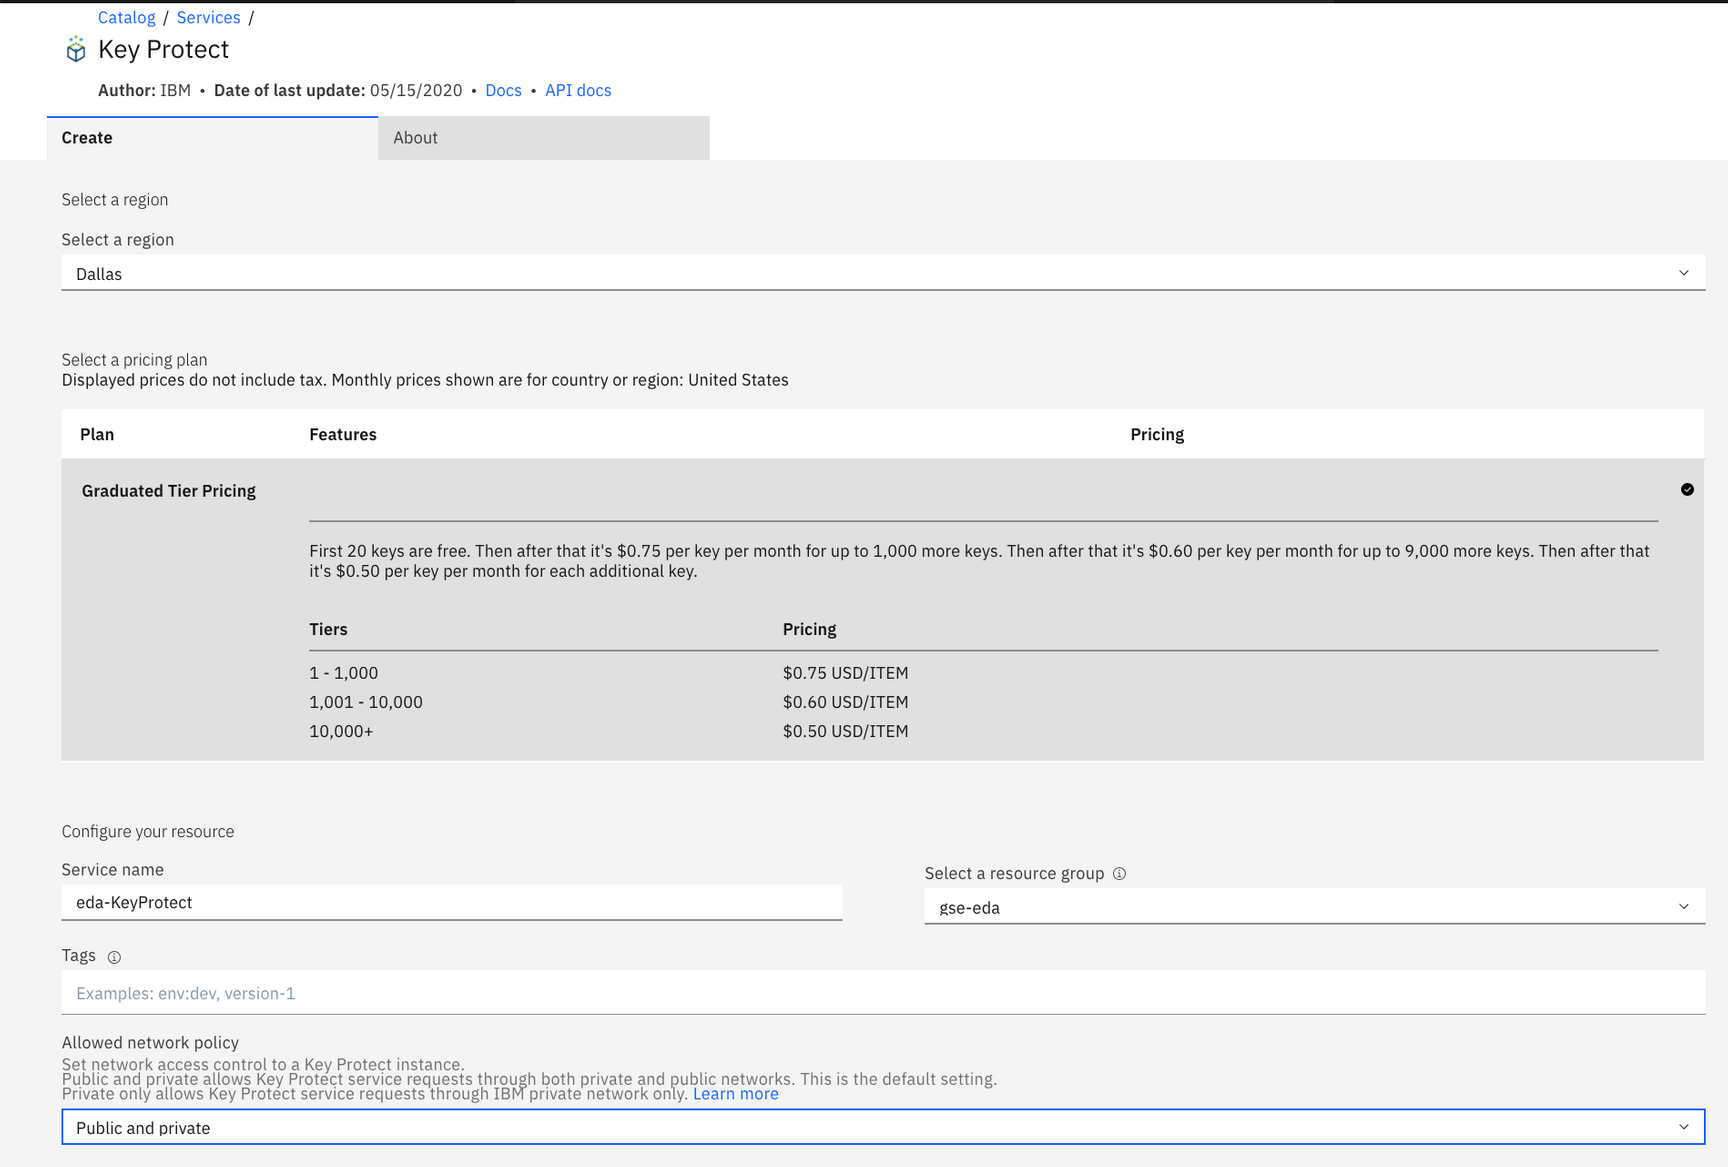 Catalog / Services /
Key Protect
Author: IBM • Date of last update: 05/15/2020 • Docs • API docs
Create About
Select a region
Select a region
Dallas
Select a pricing plan
Displayed prices do not include tax. Monthly prices shown are for country or region: United States
Plan Features Pricing
Graduated Tier Pricing
First 20 keys are free. Then after that it's $0.75 per key per month for up to 1,000 more keys. Then after that it's $0.60 per key per month for up to 9,000 more keys. Then after that
it's $0.50 per key per month for each additional key.
Tiers Pricing
1 - 1,000 $0.75 USD/ITEM
1,001 - 10,000 $0.60 USD/ITEM
10,000+ $0.50 USD/ITEM
Configure your resource
Service name Select a resource group
eda-KeyProtect gse-eda
Tags
Examples: env:dev, version-1
Allowed network policy
Set network access control to a Key Protect instance.
Public and private allows Key Protect service requests through both private and public networks. This is the default setting.
Private only allows Key Protect service requests through IBM private network only. Learn more
Public and private